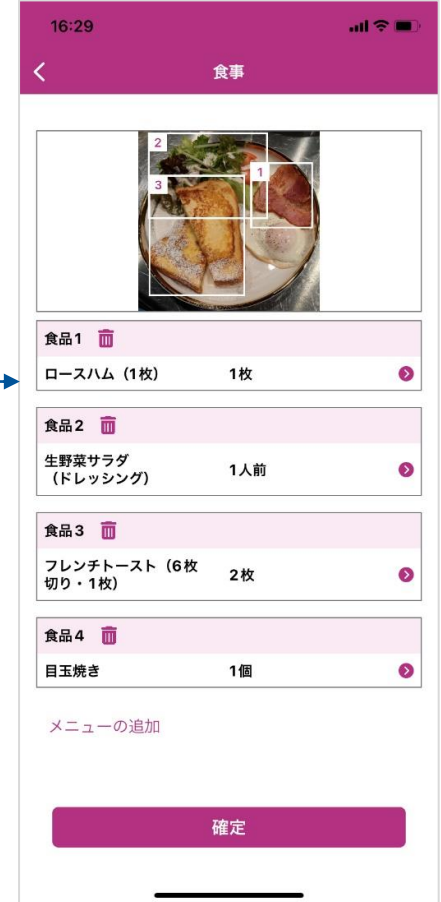 16:29
食事
2
1
3
食品1
ロースハム（1枚） 1枚
食品2
生野菜サラダ
（ドレッシング） 1人前
食品3
フレンチトースト（6枚
切り・1枚） 2枚
食品4
目玉焼き 1個
メニューの追加
確定